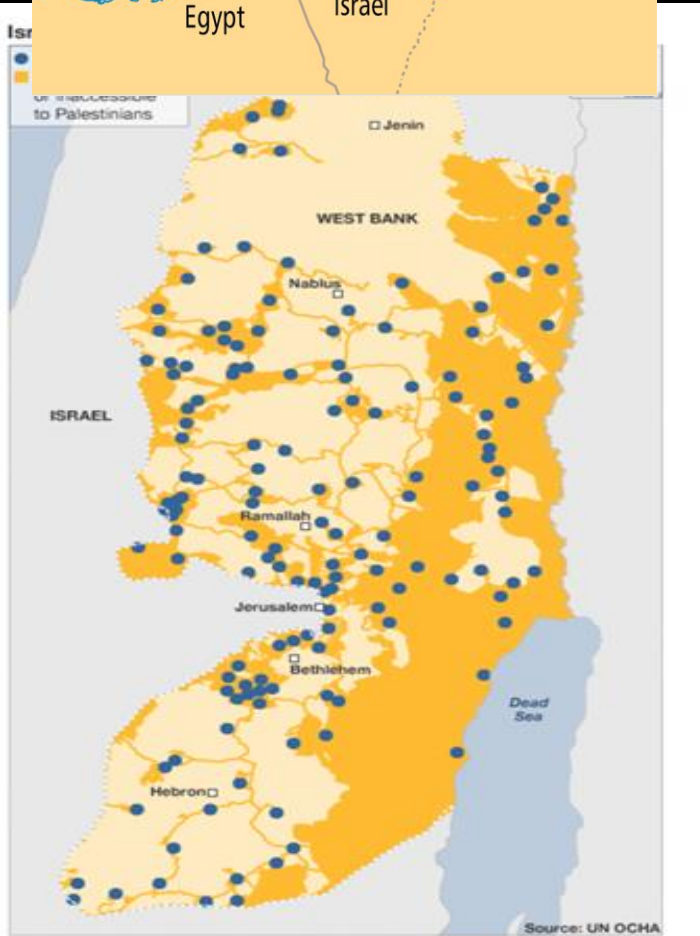 Egypt
Israel
Isr
or inaccessible
to Palestinians
Jenin
WEST BANK
Nablus
ISRAEL
Ramallah
Jerusalem
Bethlehem
Dead
Sea
Hebron
Source: UN OCHA